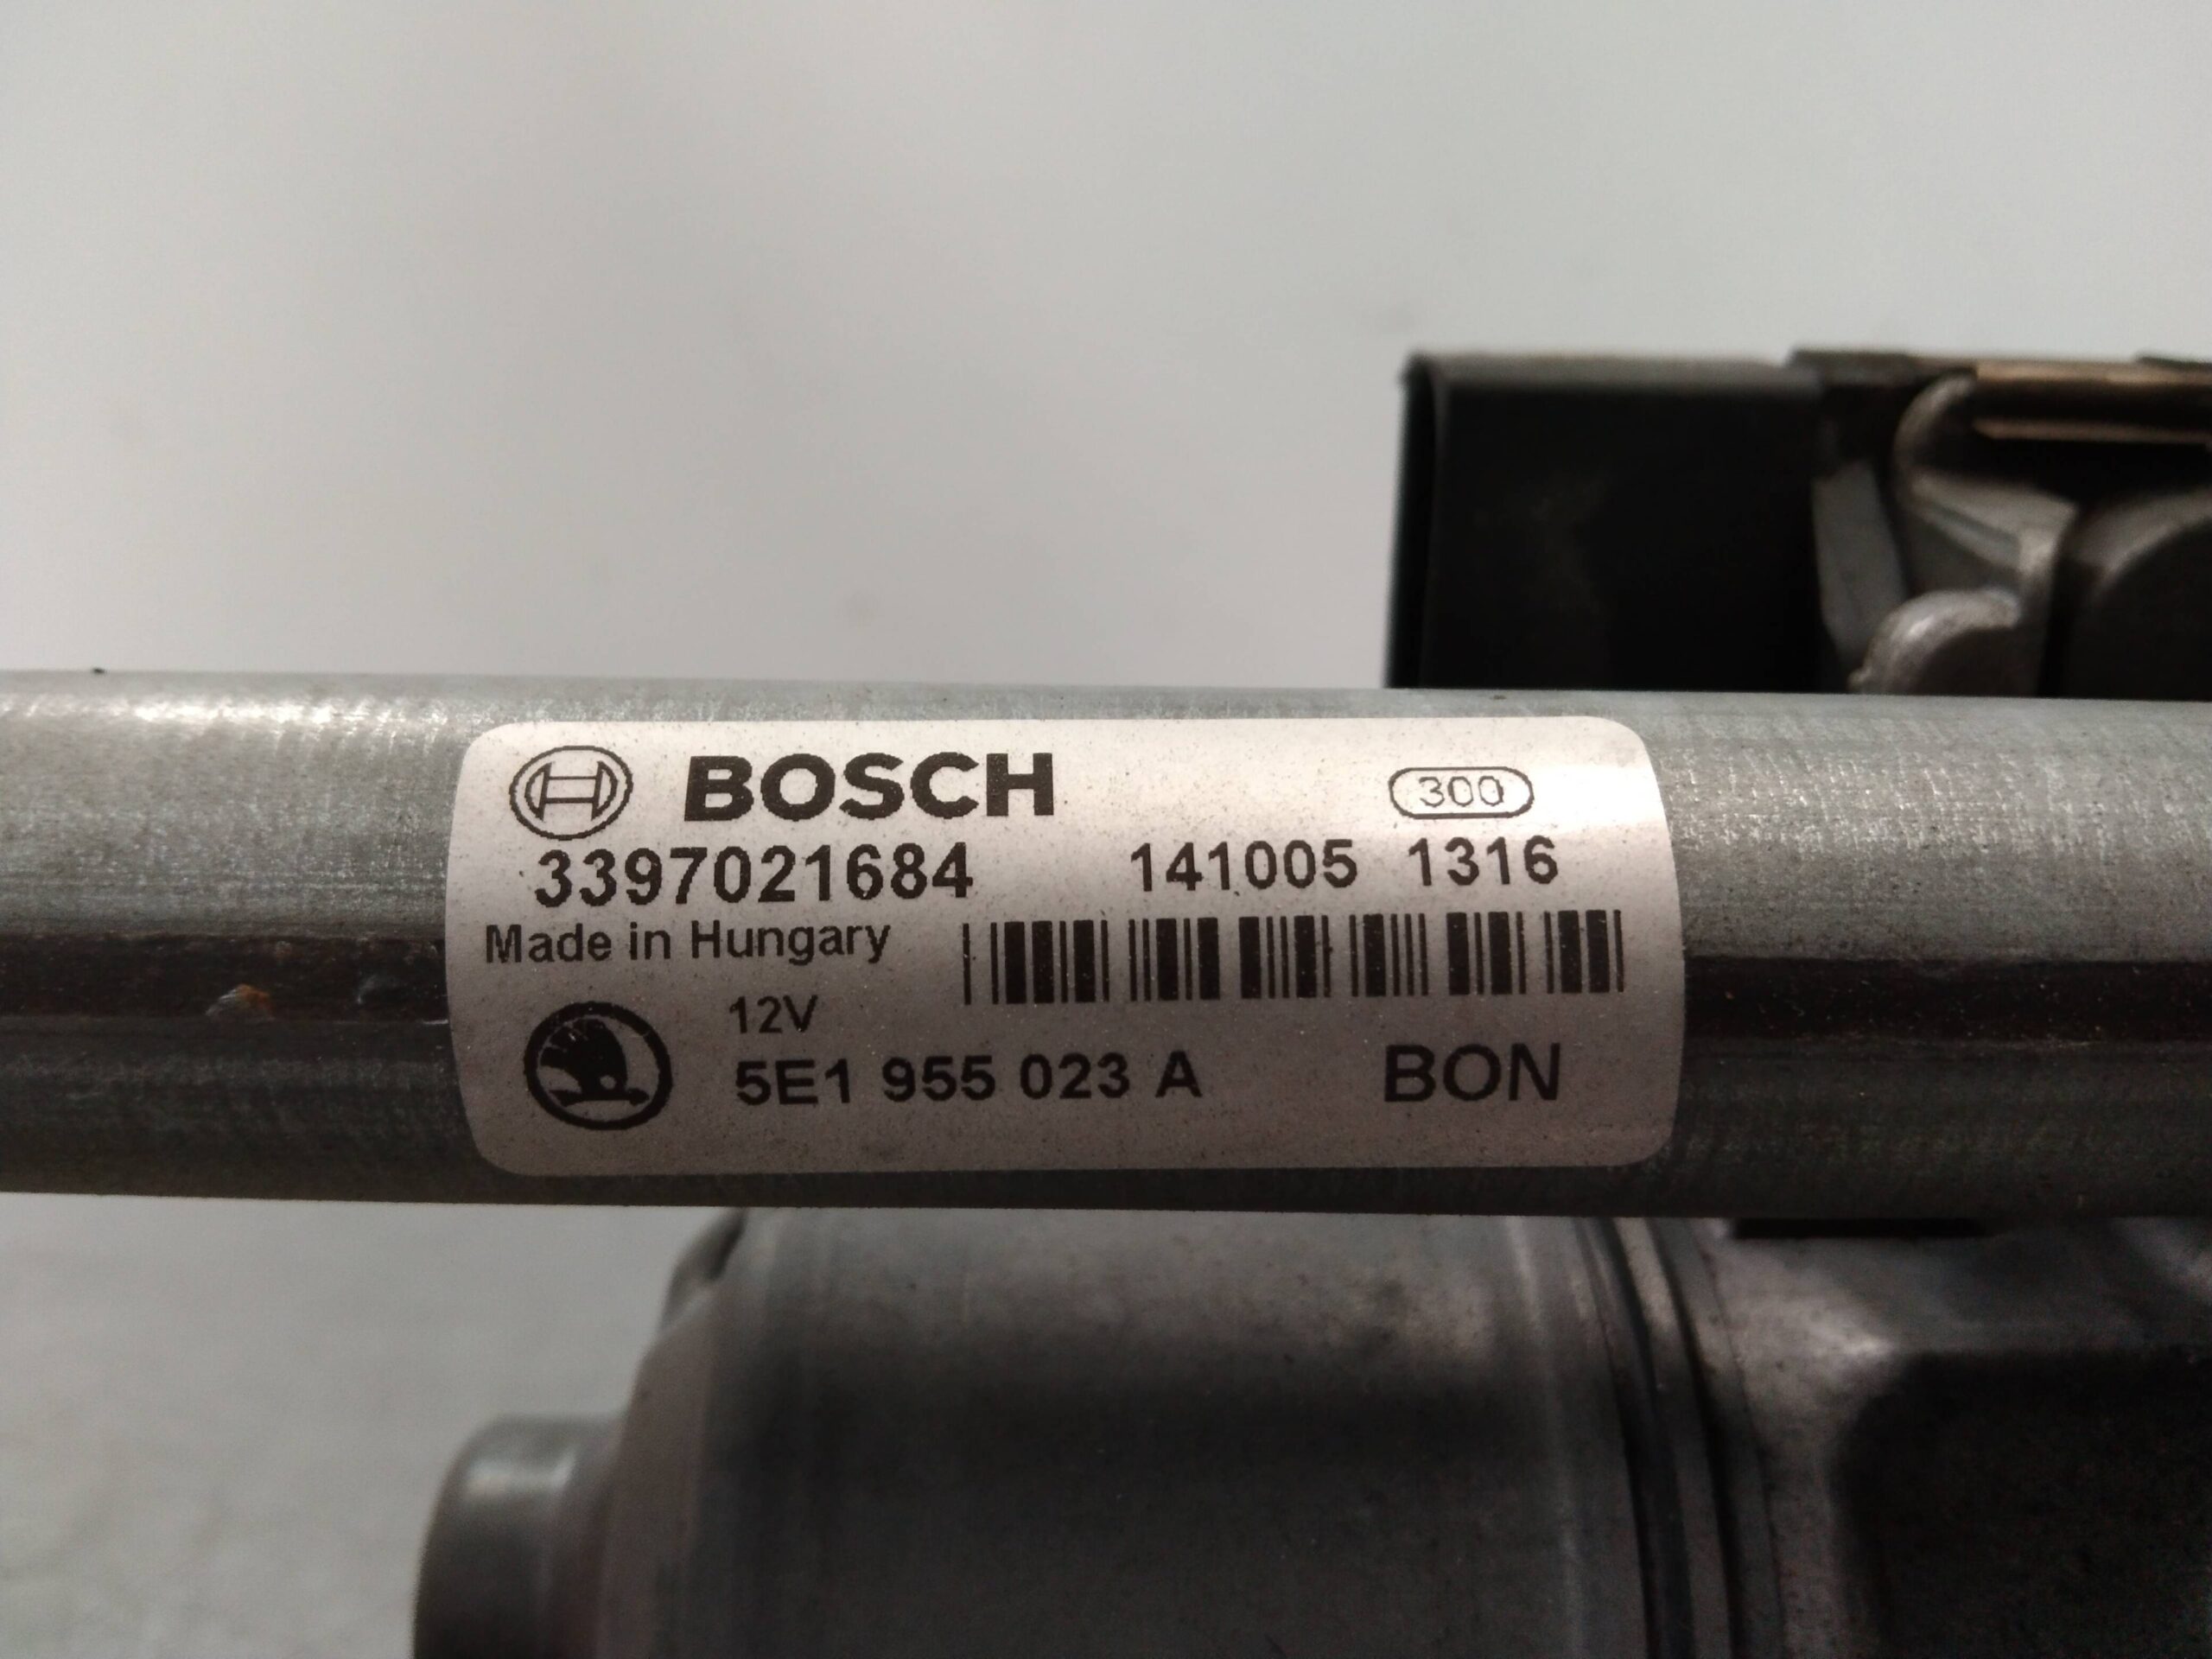 BOSCH 300
3397021684 141005 1316
Made in Hungary
12V
5E1 955 023 A BON